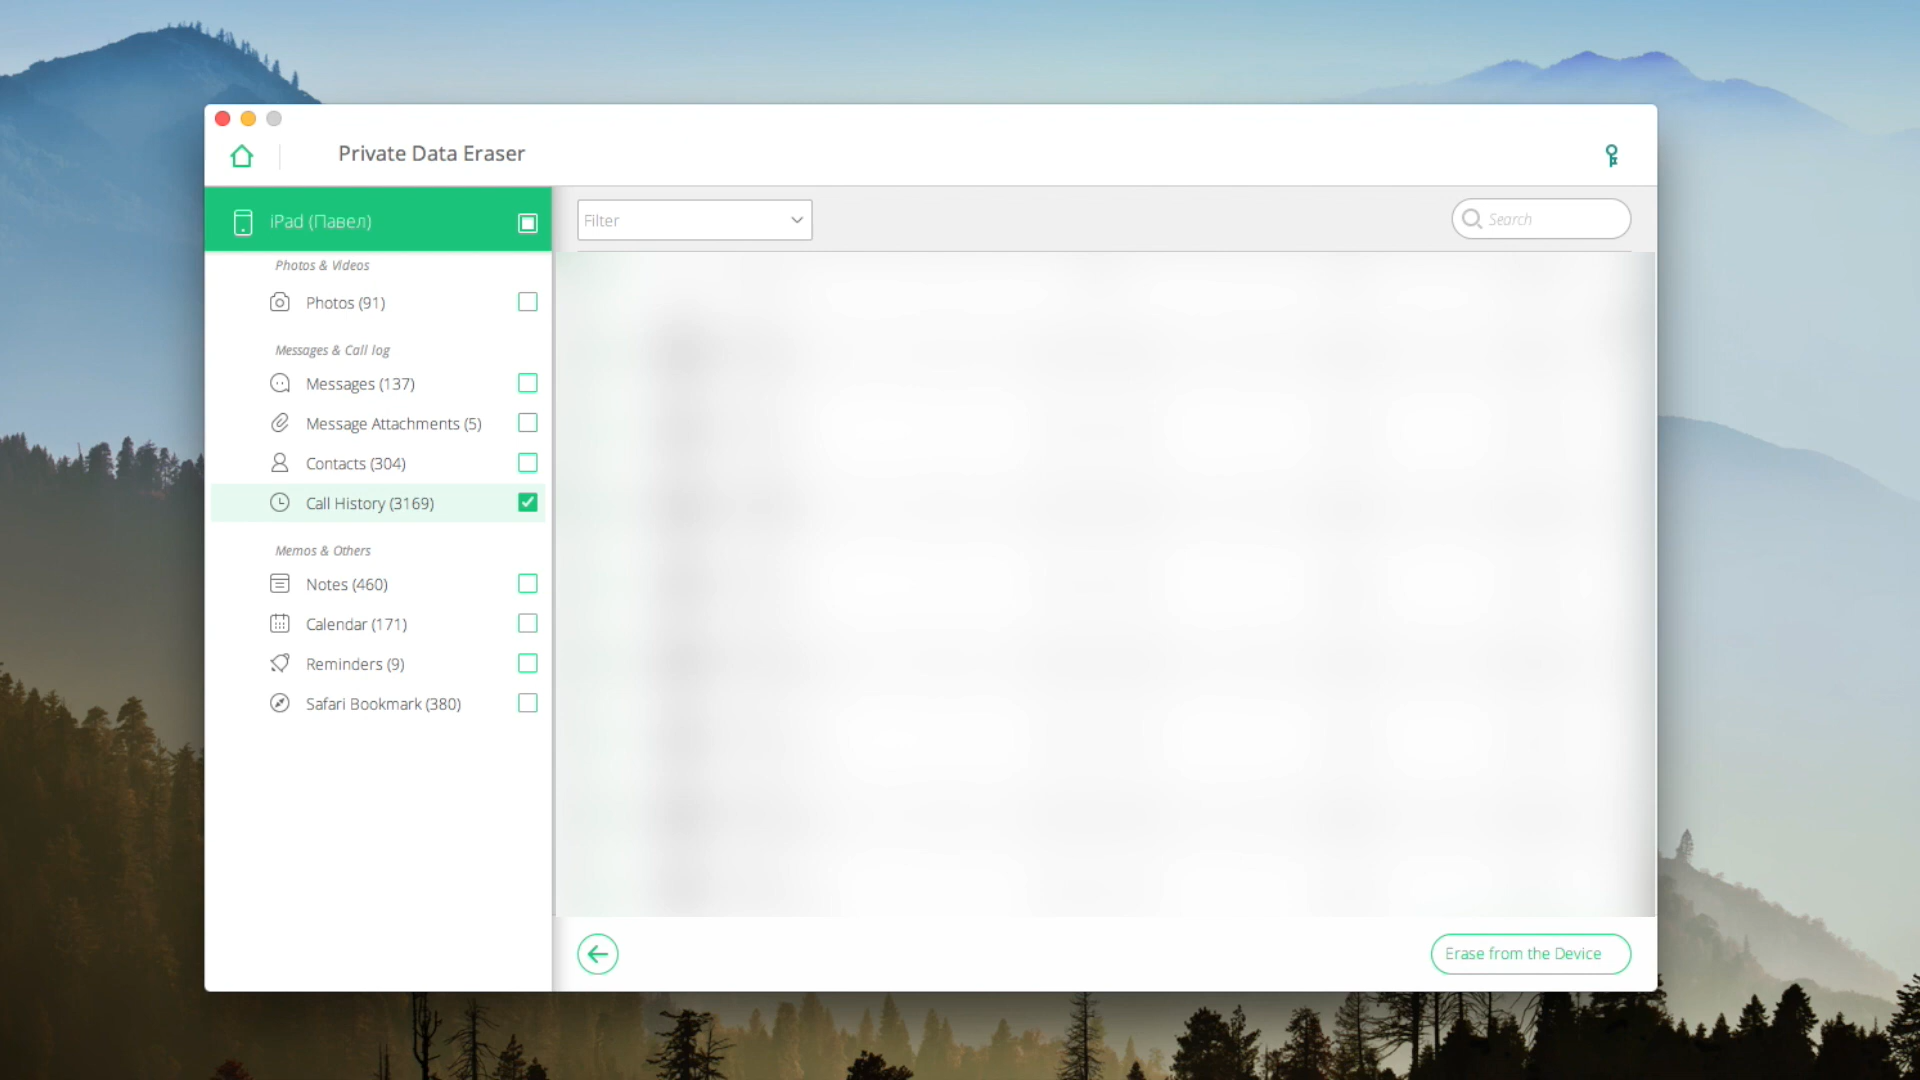 Private Data Eraser
iPad (Павел)
Filter
Search
Photos & Videos
Photos (91)
Messages & Call log
Messages (137)
Message Attachments (5)
Contacts (304)
Call History (3169)
Memos & Others
Notes (460)
Calendar (171)
Reminders (9)
Safari Bookmark (380)
Erase from the Device